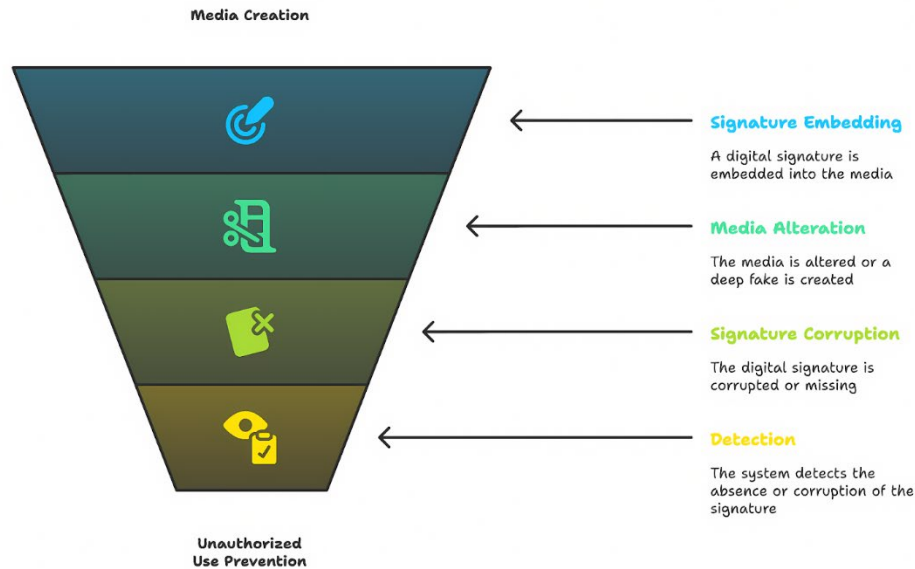 Media Creation
Signature Embedding
A digital signature is
embedded into the media
Media Alteration
The media is altered or a
deep fake is created
Signature Corruption
The digital signature is
corrupted or missing
Detection
The system detects the
absence or corruption of the
signature
Unauthorized
Use Prevention